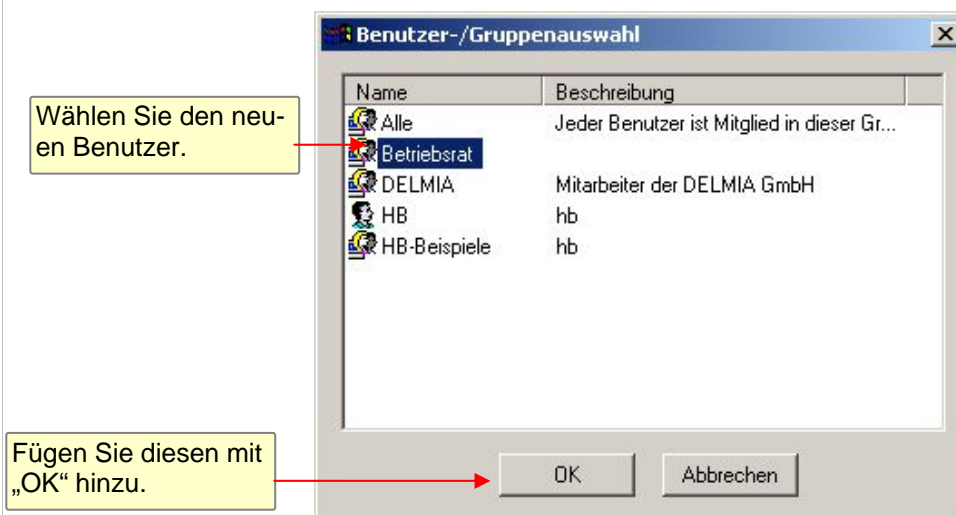 Benutzer-/Gruppenauswahl
Name Beschreibung
Wählen Sie den neu-
en Benutzer.
Alle Jeder Benutzer ist Mitglied in dieser Gr...
Betriebsrat
DELMIA Mitarbeiter der DELMIA GmbH
HB hb
HB-Beispiele hb
Fügen Sie diesen mit
„OK“ hinzu.
OK Abbrechen